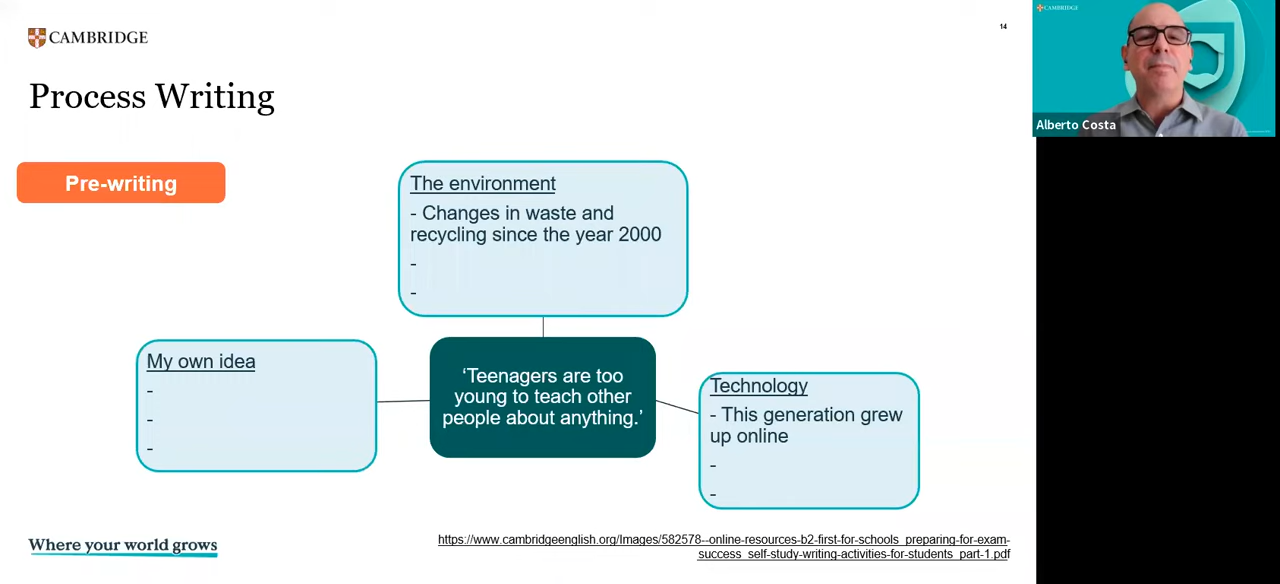 CAMBRIDGE
14
CAMBRIDGE
Process Writing
Alberto Costa
Pre-writing
The environment
- Changes in waste and
recycling since the year 2000
-
-
My own idea
-
-
-
‘Teenagers are too
young to teach other
people about anything.’
Technology
- This generation grew
up online
-
-
Where your world grows
https://www.cambridgeenglish.org/Images/582578--online-resources-b2-first-for-schools_preparing-for-exam-
success_self-study-writing-activities-for-students_part-1.pdf